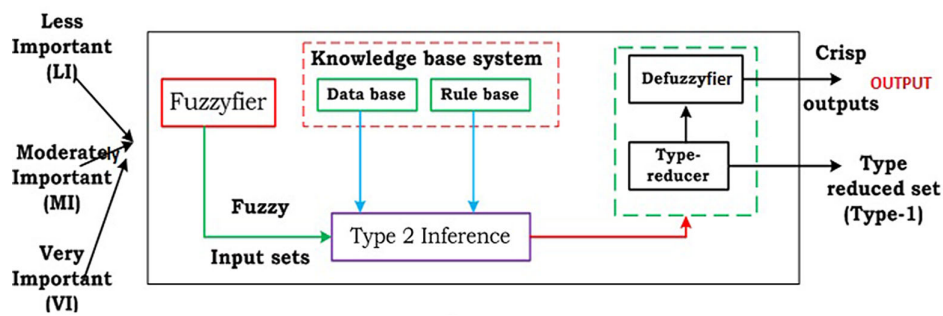 Less
Important
(LI)
Moderately
Important
(MI)
Very
Important
(VI)
Fuzzyfier
Fuzzy
Input sets
Knowledge base system
Data base
Rule base
Type 2 Inference
Defuzzyfier
Type-
reducer
Crisp
OUTPUT
outputs
Type
reduced set
(Type-1)